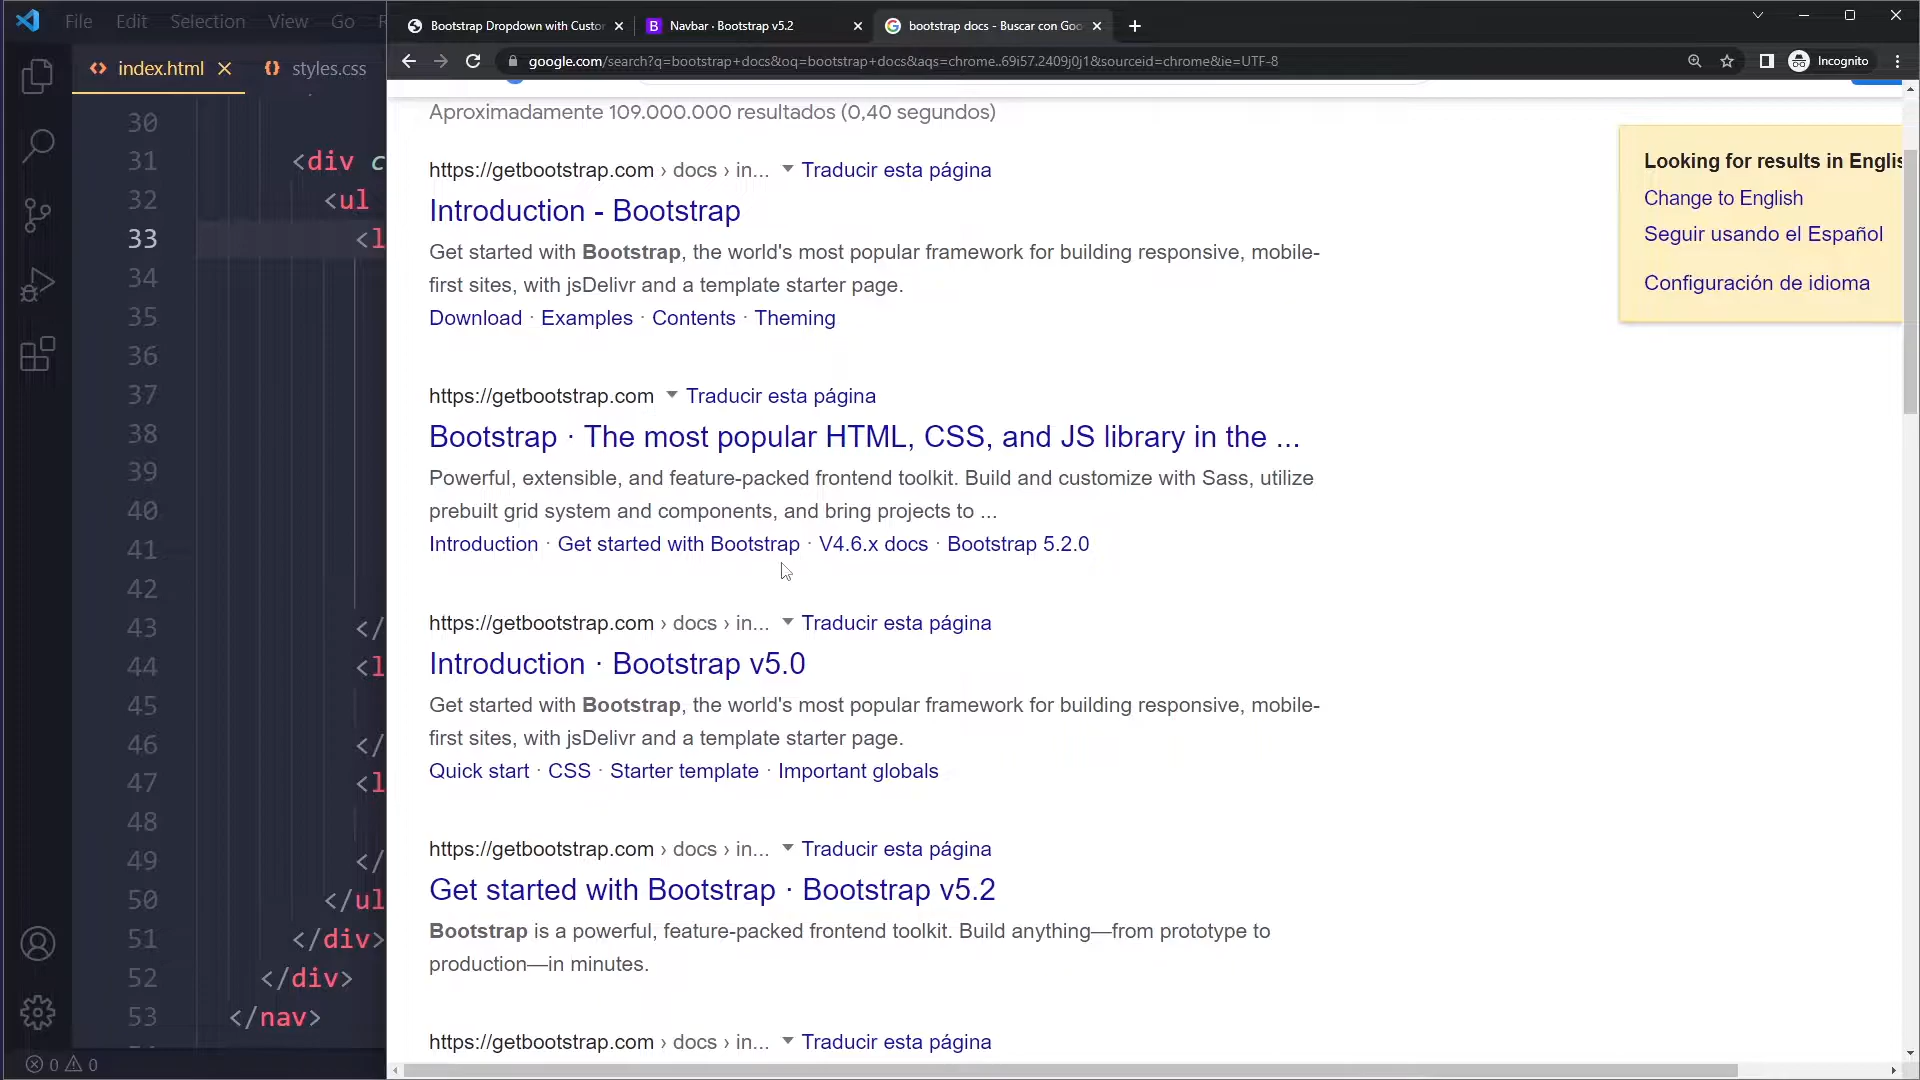 File Edit Selection View Go
index.html
styles.css
30
31 <div c
32 <ul
33 <l
34
35
36
37
38
39
40
41
42
43 </
44 <l
45
46 </
47 <l
48
49 </
50 </ul
51 </div>
52 </div>
53 </nav>
0 0
Bootstrap Dropdown with Custo
Navbar · Bootstrap v5.2
bootstrap docs - Buscar con Goo
google.com/search?q=bootstrap+docs&oq=bootstrap+docs&aqs=chrome..69i57.2409j0j1&sourceid=chrome&ie=UTF-8
Incognito
Aproximadamente 109.000.000 resultados (0,40 segundos)
https://getbootstrap.com › docs › in... Traducir esta página
Introduction - Bootstrap
Get started with Bootstrap, the world's most popular framework for building responsive, mobile-
first sites, with jsDelivr and a template starter page.
Download · Examples · Contents · Theming
https://getbootstrap.com Traducir esta página
Bootstrap · The most popular HTML, CSS, and JS library in the ...
Powerful, extensible, and feature-packed frontend toolkit. Build and customize with Sass, utilize
prebuilt grid system and components, and bring projects to ...
Introduction · Get started with Bootstrap · V4.6.x docs · Bootstrap 5.2.0
https://getbootstrap.com › docs › in... Traducir esta página
Introduction · Bootstrap v5.0
Get started with Bootstrap, the world's most popular framework for building responsive, mobile-
first sites, with jsDelivr and a template starter page.
Quick start · CSS · Starter template · Important globals
https://getbootstrap.com › docs › in... Traducir esta página
Get started with Bootstrap · Bootstrap v5.2
Bootstrap is a powerful, feature-packed frontend toolkit. Build anything—from prototype to
production—in minutes.
https://getbootstrap.com › docs › in... Traducir esta página
Looking for results in Englis
Change to English
Seguir usando el Español
Configuración de idioma